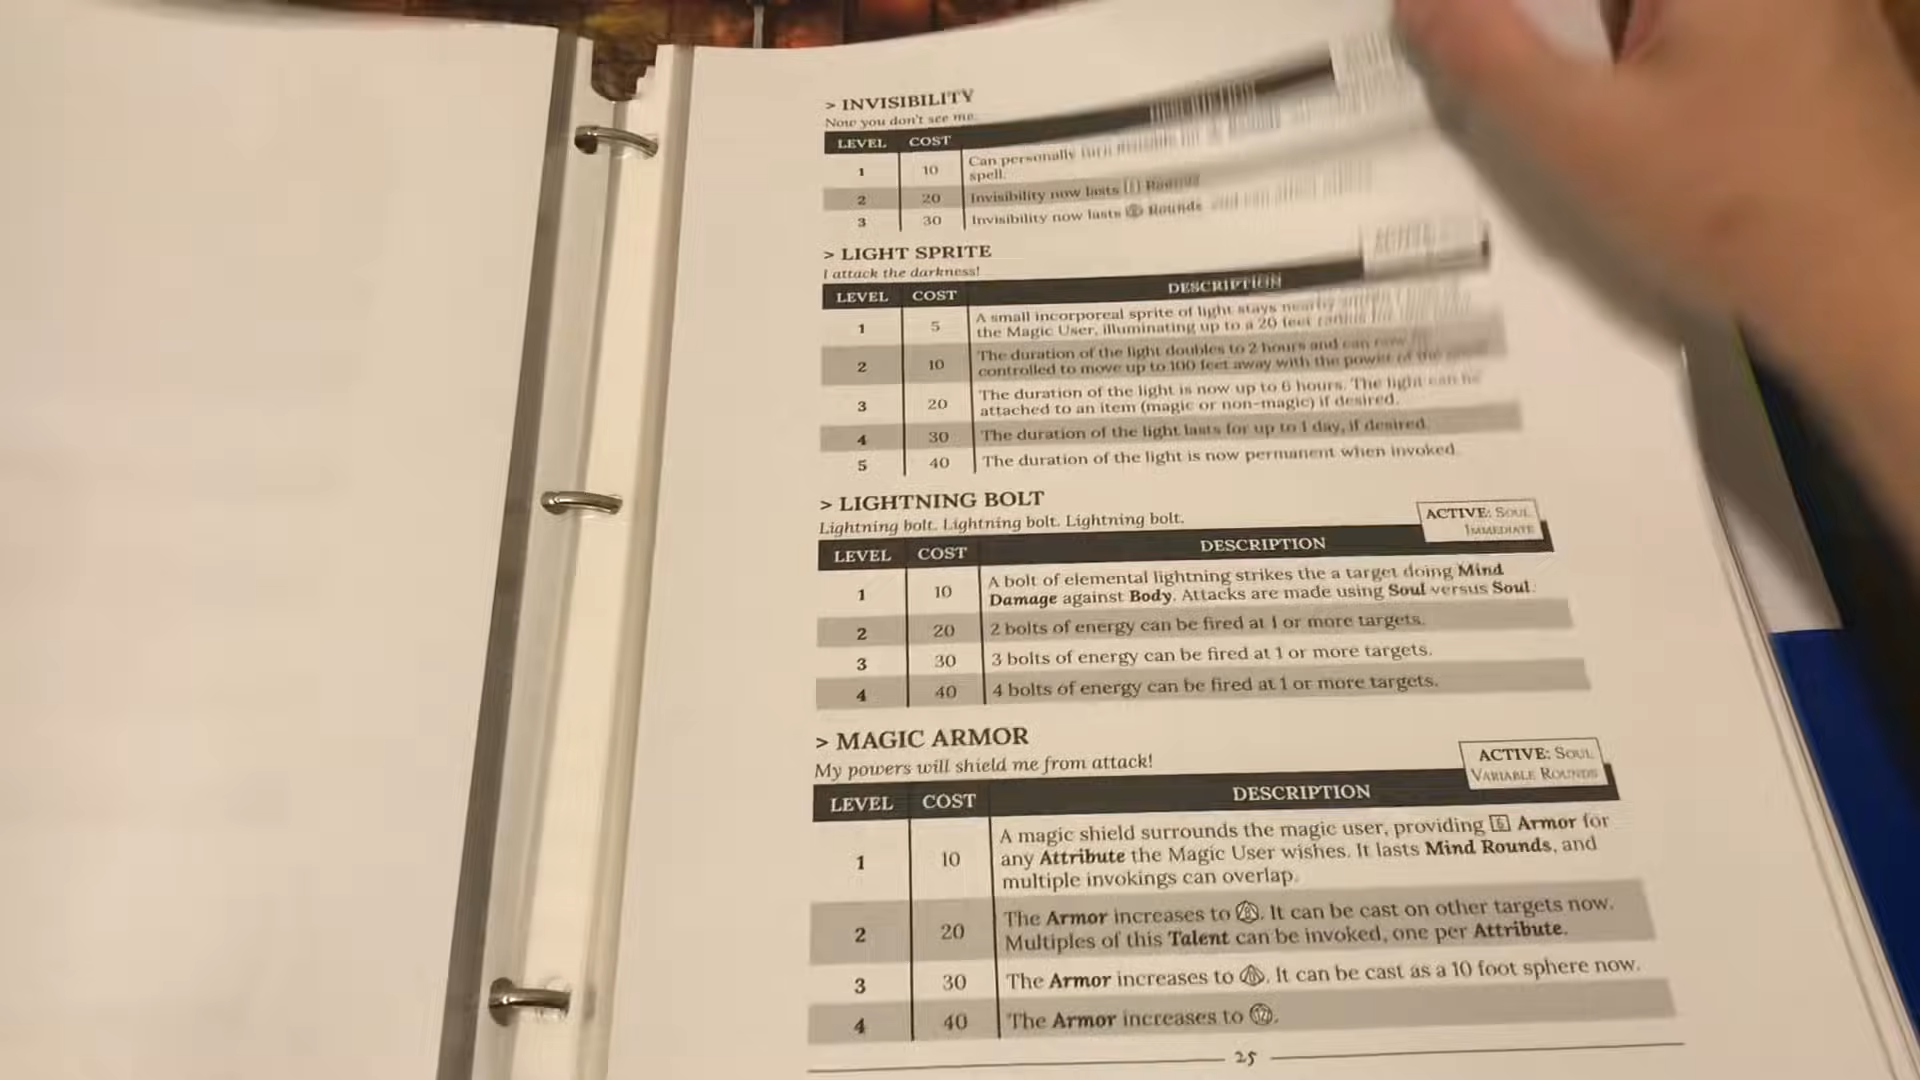 > INVISIBILITY
Now you don't see me.
LEVEL COST
1 10 Can personally turn invisible for
spell.
2 20 Invisibility now lasts Rounds
3 30 Invisibility now lasts Rounds and can
> LIGHT SPRITE
I attack the darkness!
LEVEL COST DESCRIPTION
1 5 A small incorporeal sprite of light stays nearby
the Magic User, illuminating up to a 20 feet radius for
2 10 The duration of the light doubles to 2 hours and can now
controlled to move up to 100 feet away with the power of the
3 20 The duration of the light is now up to 6 hours. The light can be
attached to an item (magic or non-magic) if desired.
4 30 The duration of the light lasts for up to 1 day, if desired.
5 40 The duration of the light is now permanent when invoked.
> LIGHTNING BOLT
Lightning bolt. Lightning bolt. Lightning bolt.
ACTIVE: SOUL
IMMEDIATE
LEVEL COST DESCRIPTION
1 10 A bolt of elemental lightning strikes the a target doing Mind
Damage against Body. Attacks are made using Soul versus Soul.
2 20 2 bolts of energy can be fired at 1 or more targets.
3 30 3 bolts of energy can be fired at 1 or more targets.
4 40 4 bolts of energy can be fired at 1 or more targets.
> MAGIC ARMOR
My powers will shield me from attack!
ACTIVE: SOUL
VARIABLE ROUNDS
LEVEL COST DESCRIPTION
1 10 A magic shield surrounds the magic user, providing 6 Armor for
any Attribute the Magic User wishes. It lasts Mind Rounds, and
multiple invokings can overlap.
2 20 The Armor increases to 8. It can be cast on other targets now.
Multiples of this Talent can be invoked, one per Attribute.
3 30 The Armor increases to 10. It can be cast as a 10 foot sphere now.
4 40 The Armor increases to 12.
25